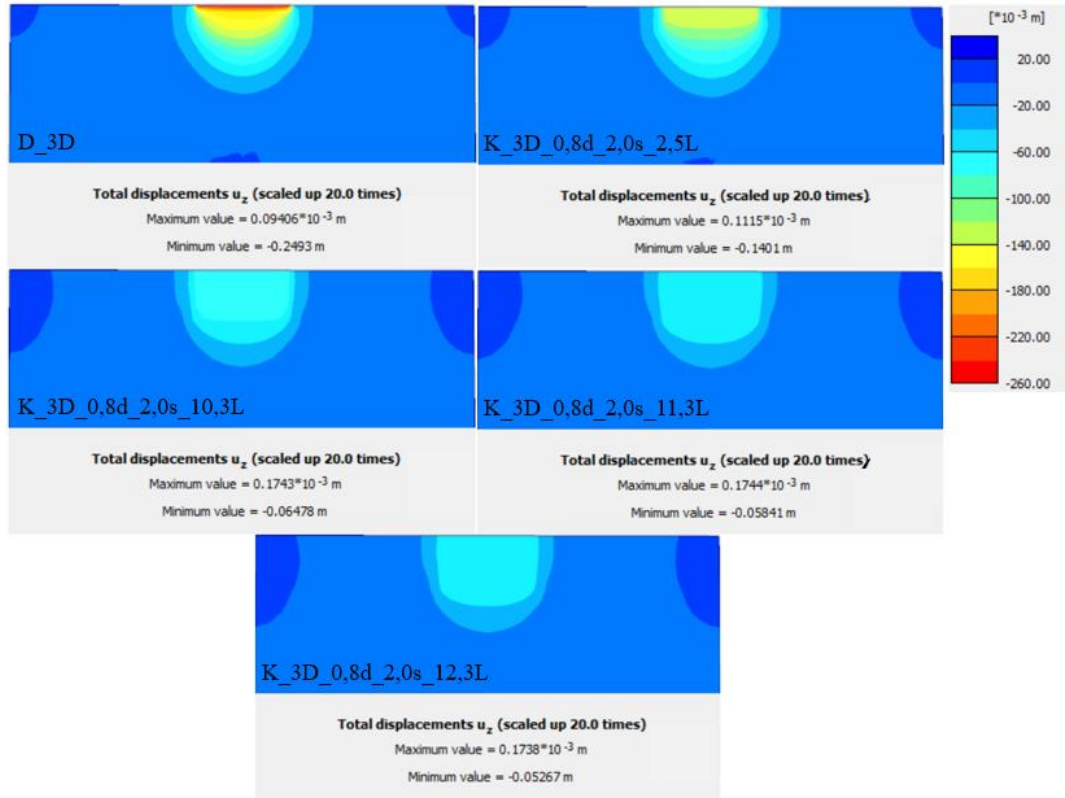 D_3D
Total displacements u_z (scaled up 20.0 times)
Maximum value = 0.09406*10^-3 m
Minimum value = -0.2493 m
K_3D_0,8d_2,0s_2,5L
Total displacements u_z (scaled up 20.0 times)
Maximum value = 0.1115*10^-3 m
Minimum value = -0.1401 m
[*10^-3 m]
20.00
-20.00
-60.00
-100.00
-140.00
-180.00
-220.00
-260.00
K_3D_0,8d_2,0s_10,3L
Total displacements u_z (scaled up 20.0 times)
Maximum value = 0.1743*10^-3 m
Minimum value = -0.06478 m
K_3D_0,8d_2,0s_11,3L
Total displacements u_z (scaled up 20.0 times)
Maximum value = 0.1744*10^-3 m
Minimum value = -0.05841 m
K_3D_0,8d_2,0s_12,3L
Total displacements u_z (scaled up 20.0 times)
Maximum value = 0.1738*10^-3 m
Minimum value = -0.05267 m